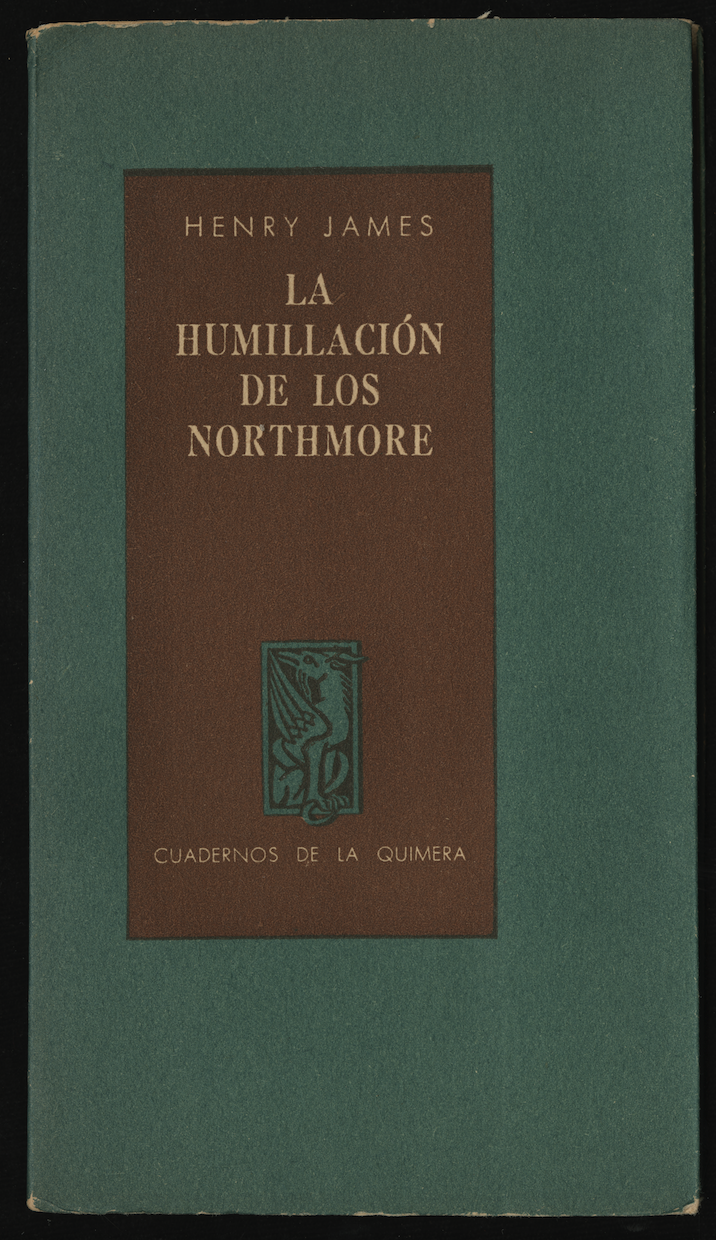 HENRY JAMES
LA
HUMILLACIÓN
DE LOS
NORTHMORE
CUADERNOS DE LA QUIMERA